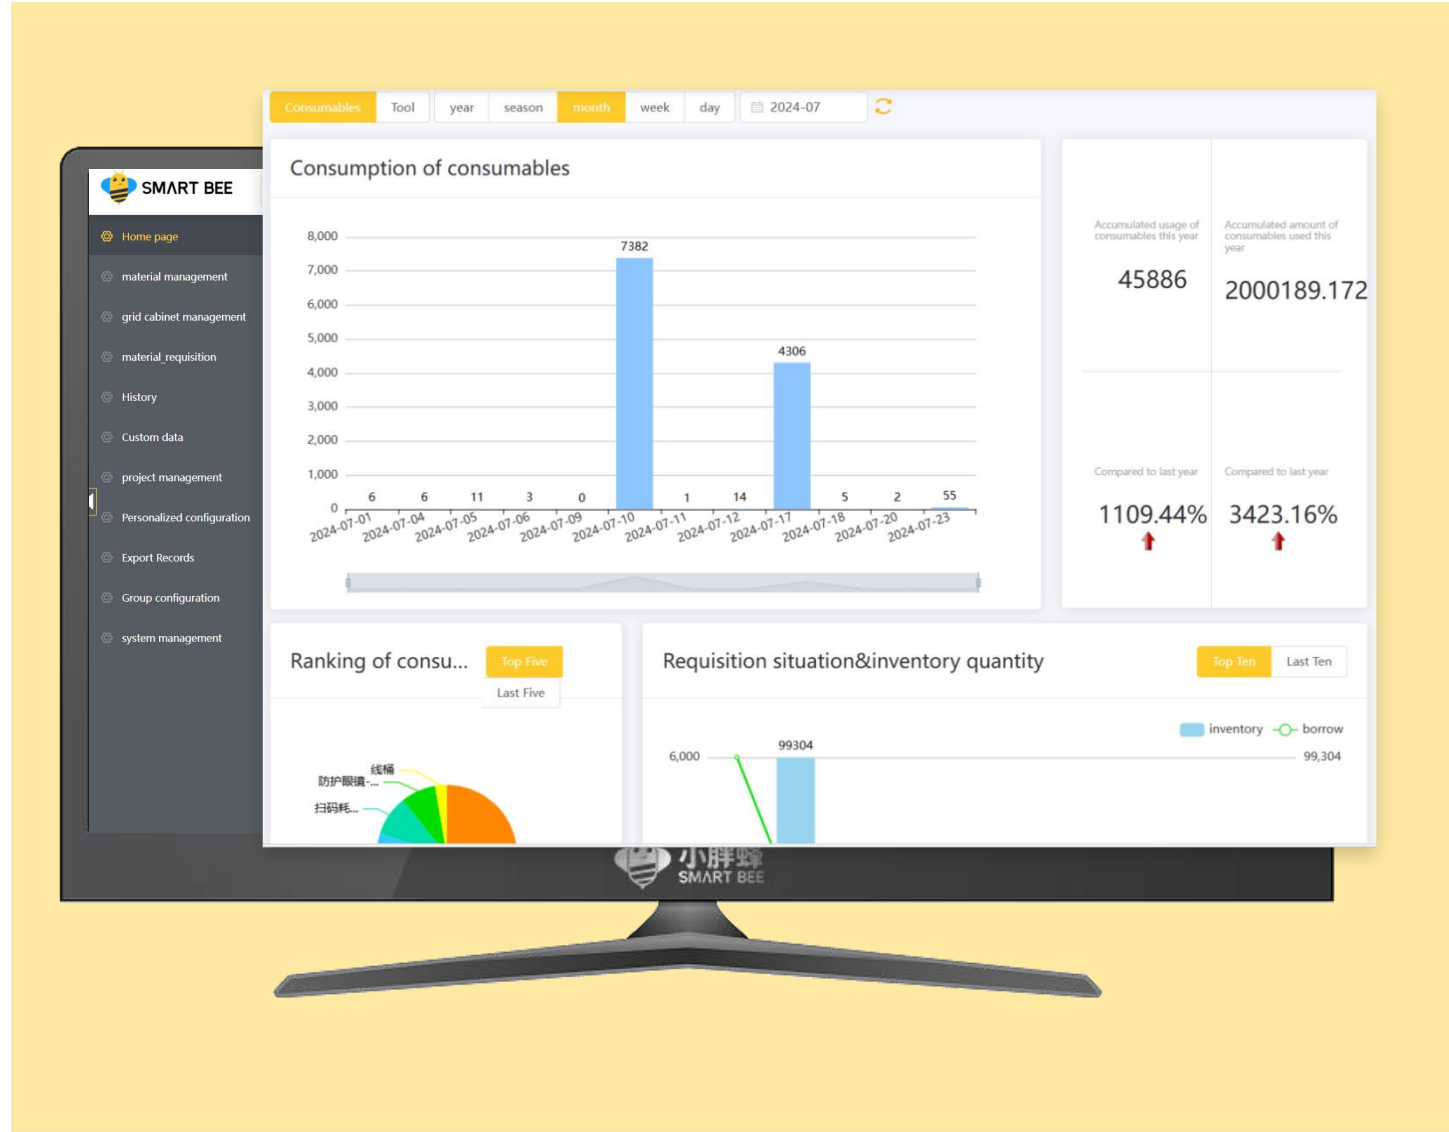 Consumables Tool year season month week day 2024-07
SMART BEE
Home page
material management
grid cabinet management
material_requisition
History
Custom data
project management
Personalized configuration
Export Records
Group configuration
system management
Consumption of consumables
8,000
7,000
6,000
5,000
4,000
3,000
2,000
1,000
0
6 6 11 3 0 7382 1 14 4306 5 2 55
2024-07-01 2024-07-04 2024-07-05 2024-07-06 2024-07-09 2024-07-10 2024-07-11 2024-07-12 2024-07-17 2024-07-18 2024-07-20 2024-07-23
Accumulated usage of
consumables this year
45886
Accumulated amount of
consumables used this
year
2000189.172
Compared to last year
1109.44%
Compared to last year
3423.16%
Ranking of consu... Top Five
Last Five
线桶
防护眼镜-...
扫码耗...
Requisition situation&inventory quantity Top Ten Last Ten
inventory borrow
6,000 99304 99,304
小胖蜂
SMART BEE